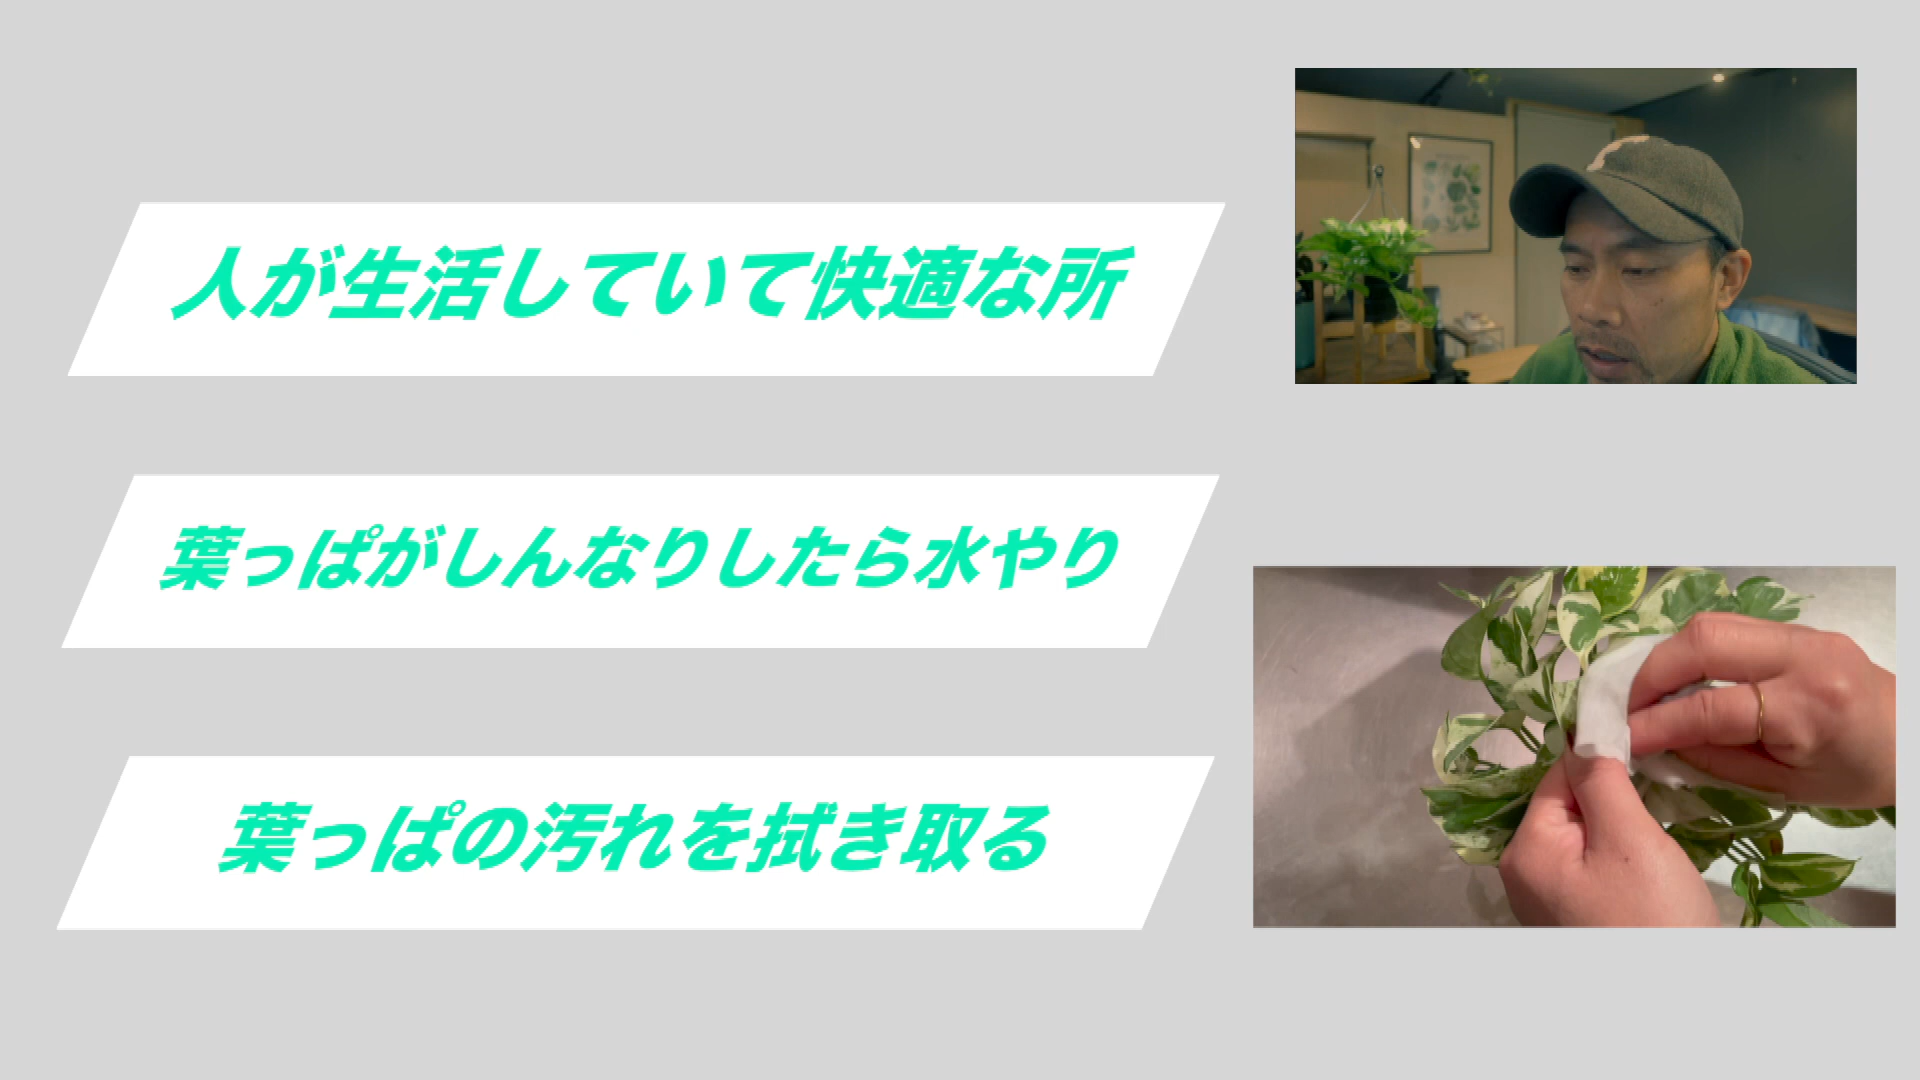 人が生活していて快適な所
葉っぱがしんなりしたら水やり
葉っぱの汚れを拭き取る